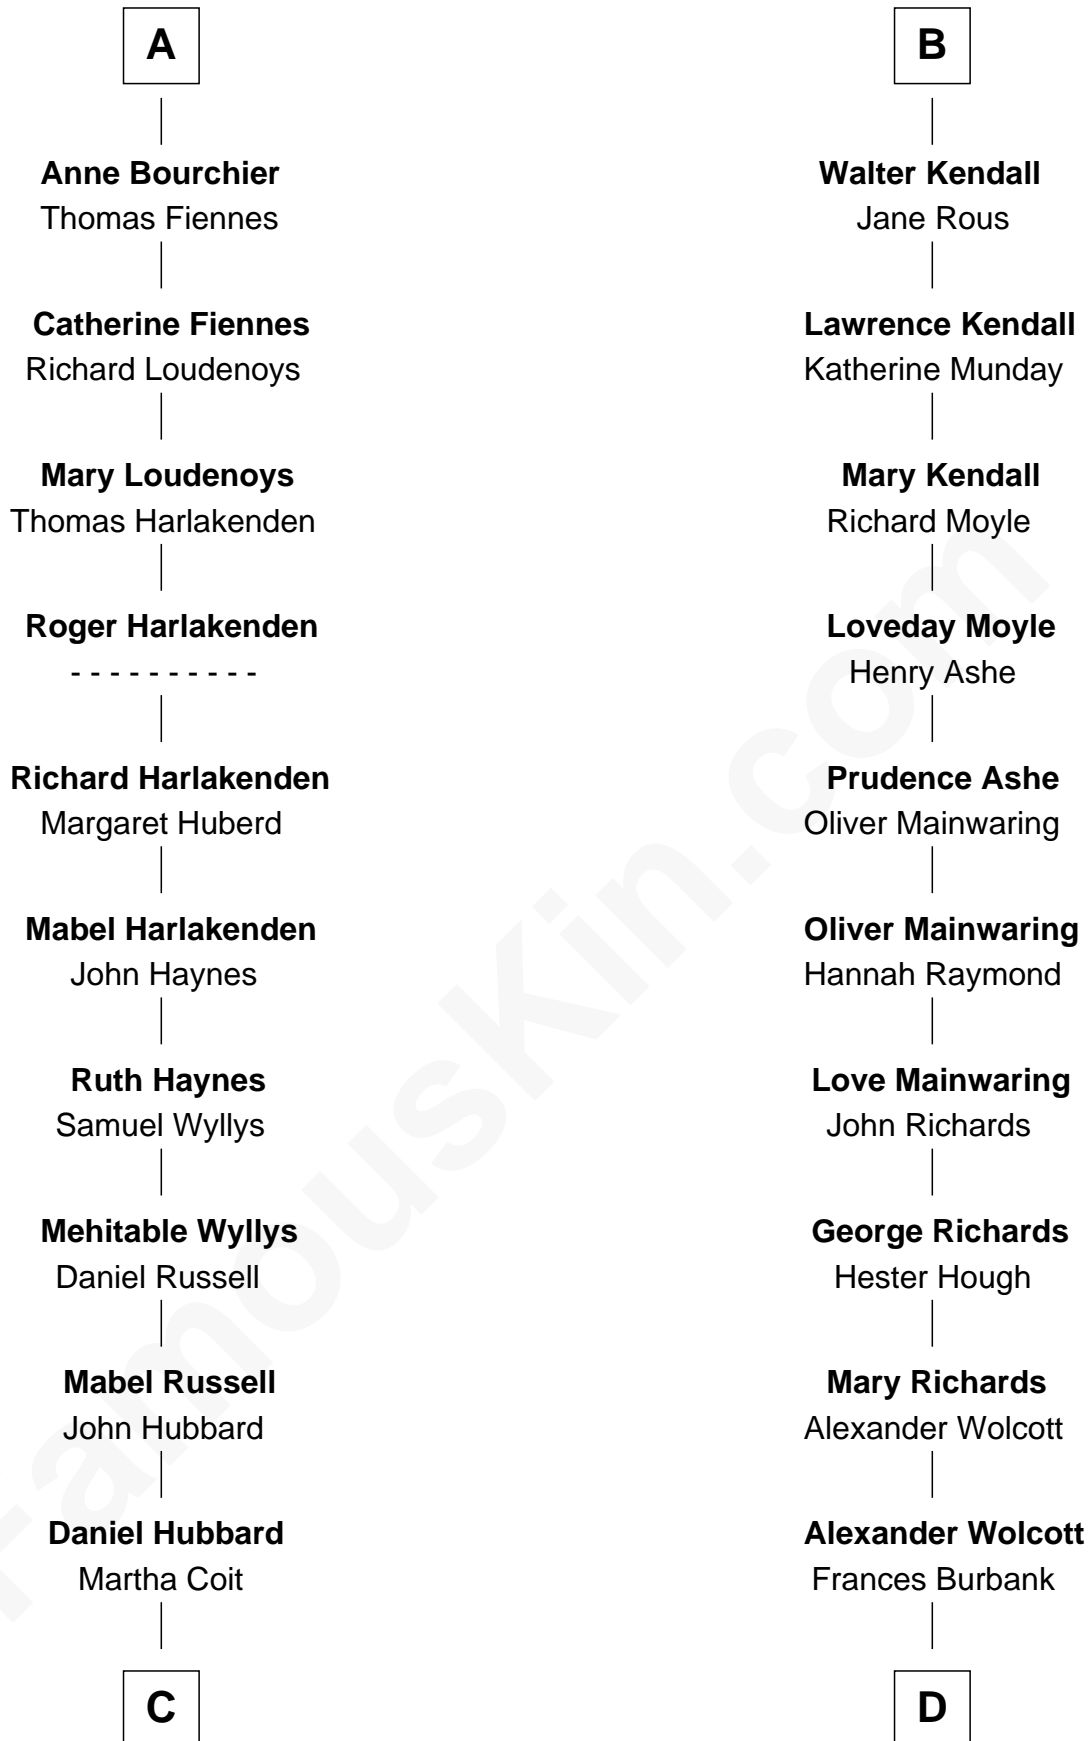 A
Anne Bourchier
Thomas Fiennes
Catherine Fiennes
Richard Loudenoys
Mary Loudenoys
Thomas Harlakenden
Roger Harlakenden
- - - - - - - - - -
Richard Harlakenden
Margaret Huberd
Mabel Harlakenden
John Haynes
Ruth Haynes
Samuel Wyllys
Mehitable Wyllys
Daniel Russell
Mabel Russell
John Hubbard
Daniel Hubbard
Martha Coit
C
B
Walter Kendall
Jane Rous
Lawrence Kendall
Katherine Munday
Mary Kendall
Richard Moyle
Loveday Moyle
Henry Ashe
Prudence Ashe
Oliver Mainwaring
Oliver Mainwaring
Hannah Raymond
Love Mainwaring
John Richards
George Richards
Hester Hough
Mary Richards
Alexander Wolcott
Alexander Wolcott
Frances Burbank
D
FamousKin.com